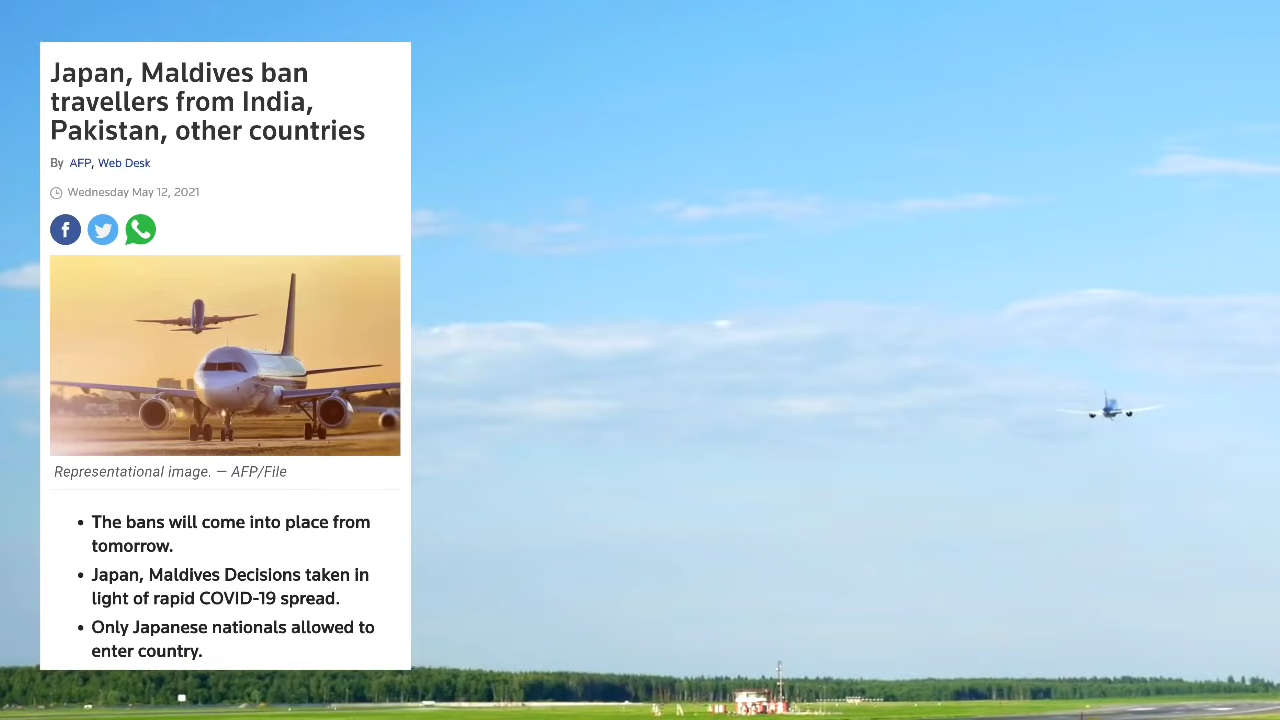 Japan, Maldives ban
travellers from India,
Pakistan, other countries
By AFP, Web Desk
Wednesday May 12, 2021
Representational image. — AFP/File
• The bans will come into place from
tomorrow.
• Japan, Maldives Decisions taken in
light of rapid COVID-19 spread.
• Only Japanese nationals allowed to
enter country.